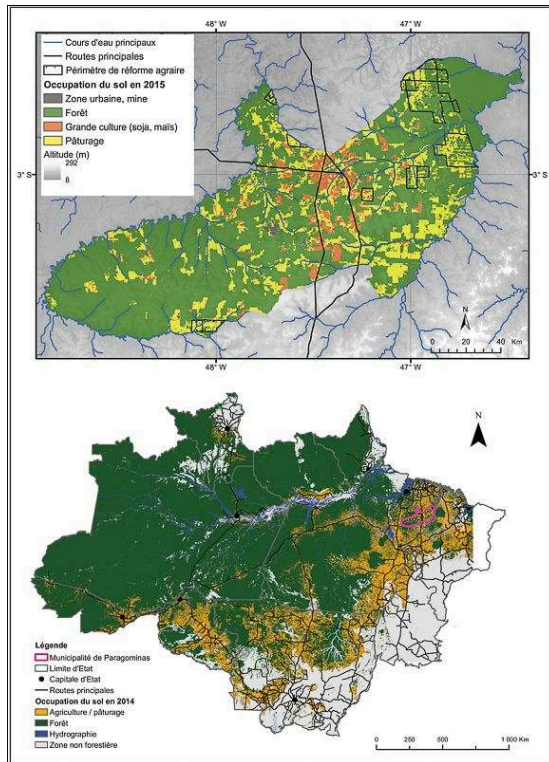 48° W
47° W
Cours d'eau principaux
Routes principales
Périmètre de réforme agraire
Occupation du sol en 2015
Zone urbaine, mine
Forêt
Grande culture (soja, maïs)
Pâturage
Altitude (m)
292
8
3° S
3° S
N
0 20 40
Km
48° W
47° W
N
Légende
Municipalité de Paragominas
Limite d'Etat
Capitale d'Etat
Routes principales
Occupation du sol en 2014
Agriculture / pâturage
Forêt
Hydrographie
Zone non forestière
0 250 500 1 000 Km